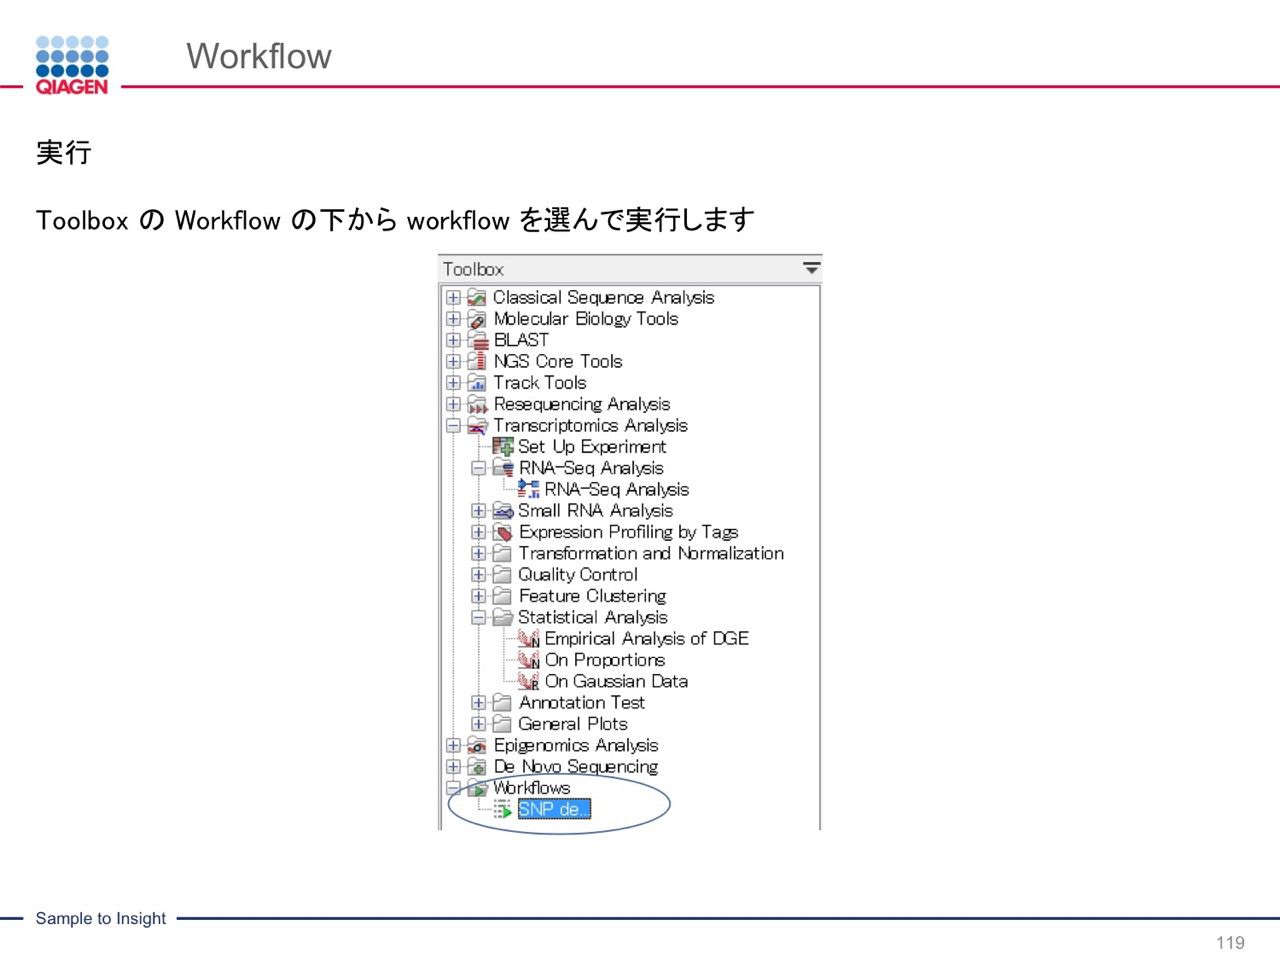 Workflow
QIAGEN
実行
Toolbox の Workflow の下から workflow を選んで実行します
Toolbox
Classical Sequence Analysis
Molecular Biology Tools
BLAST
NGS Core Tools
Track Tools
Resequencing Analysis
Transcriptomics Analysis
Set Up Experiment
RNA-Seq Analysis
RNA-Seq Analysis
Small RNA Analysis
Expression Profiling by Tags
Transformation and Normalization
Quality Control
Feature Clustering
Statistical Analysis
Empirical Analysis of DGE
On Proportions
On Gaussian Data
Annotation Test
General Plots
Epigenomics Analysis
De Novo Sequencing
Workflows
SNP de...
Sample to Insight
119